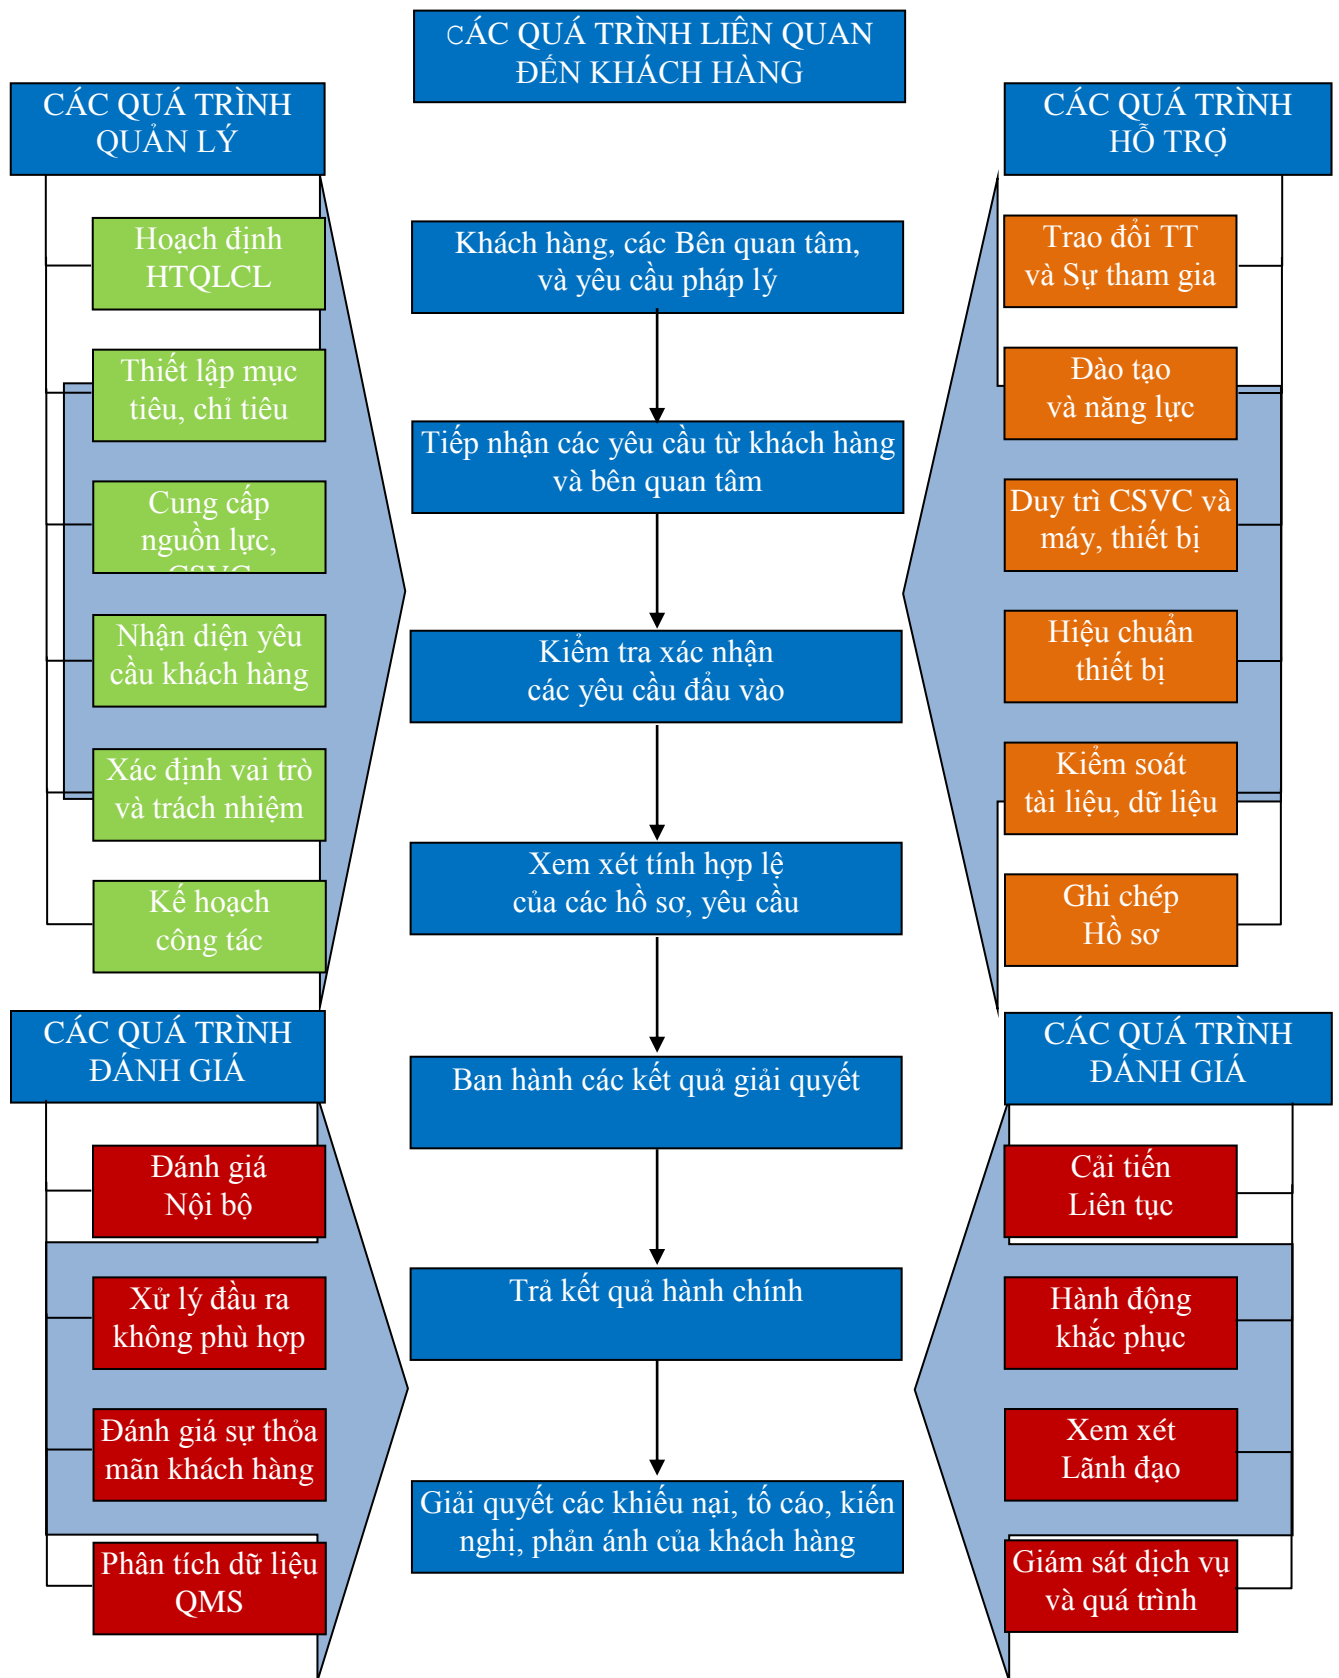 CÁC QUÁ TRÌNH LIÊN QUAN
ĐẾN KHÁCH HÀNG
CÁC QUÁ TRÌNH
QUẢN LÝ
Hoạch định
HTQLCL
Thiết lập mục
tiêu, chỉ tiêu
Cung cấp
nguồn lực,
CSVC
Nhận diện yêu
cầu khách hàng
Xác định vai trò
và trách nhiệm
Kế hoạch
công tác
Khách hàng, các Bên quan tâm,
và yêu cầu pháp lý
Tiếp nhận các yêu cầu từ khách hàng
và bên quan tâm
Kiểm tra xác nhận
các yêu cầu đẩu vào
Xem xét tính hợp lệ
của các hồ sơ, yêu cầu
Ban hành các kết quả giải quyết
Trả kết quả hành chính
Giải quyết các khiếu nại, tố cáo, kiến
nghị, phản ánh của khách hàng
CÁC QUÁ TRÌNH
HỖ TRỢ
Trao đổi TT
và Sự tham gia
Đào tạo
và năng lực
Duy trì CSVC và
máy, thiết bị
Hiệu chuẩn
thiết bị
Kiểm soát
tài liệu, dữ liệu
Ghi chép
Hồ sơ
CÁC QUÁ TRÌNH
ĐÁNH GIÁ
Đánh giá
Nội bộ
Xử lý đầu ra
không phù hợp
Đánh giá sự thỏa
mãn khách hàng
Phân tích dữ liệu
QMS
CÁC QUÁ TRÌNH
ĐÁNH GIÁ
Cải tiến
Liên tục
Hành động
khắc phục
Xem xét
Lãnh đạo
Giám sát dịch vụ
và quá trình